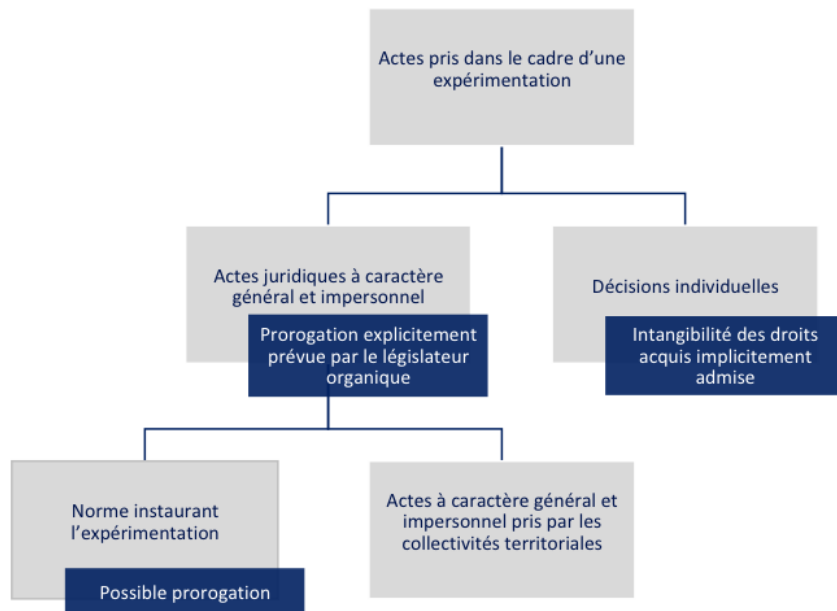 Actes pris dans le cadre d’une
expérimentation
Actes juridiques à caractère
général et impersonnel
Prorogation explicitement
prévue par le législateur
organique
Décisions individuelles
Intangibilité des droits
acquis implicitement
admise
Norme instaurant
l’expérimentation
Possible prorogation
Actes à caractère général et
impersonnel pris par les
collectivités territoriales